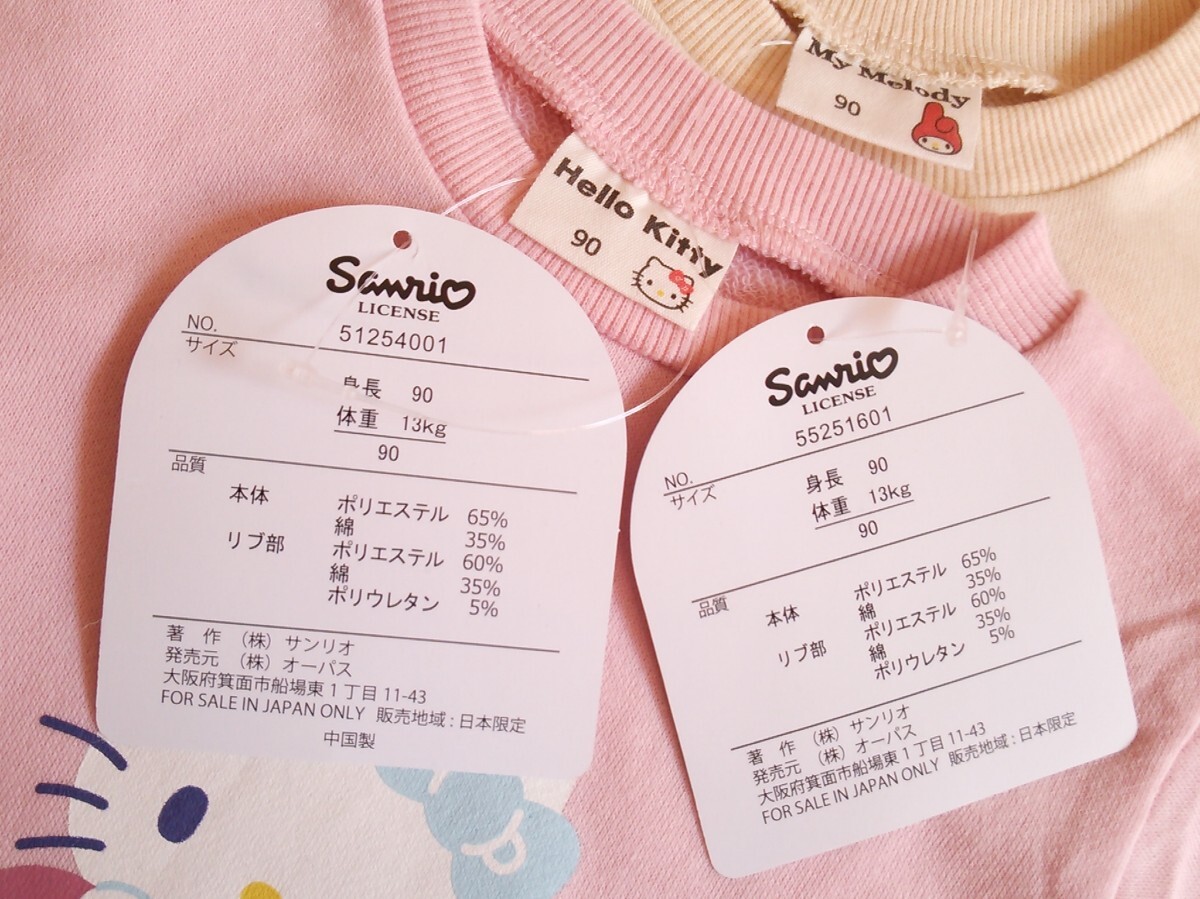 My Melody
90
Hello Kitty
90
Sanrio
LICENSE
NO. 51254001
サイズ
身長 90
体重 13kg
90
品質
本体 ポリエステル 65%
綿 35%
リブ部 ポリエステル 60%
綿 35%
ポリウレタン 5%
著 作 (株) サンリオ
発売元 (株) オーパス
大阪府箕面市船場東1丁目11-43
FOR SALE IN JAPAN ONLY 販売地域:日本限定
中国製
Sanrio
LICENSE
NO. 55251601
サイズ
身長 90
体重 13kg
90
品質
本体 ポリエステル 65%
綿 35%
リブ部 ポリエステル 60%
綿 35%
ポリウレタン 5%
著 作 (株) サンリオ
発売元 (株) オーパス
大阪府箕面市船場東1丁目11-43
FOR SALE IN JAPAN ONLY 販売地域:日本限定